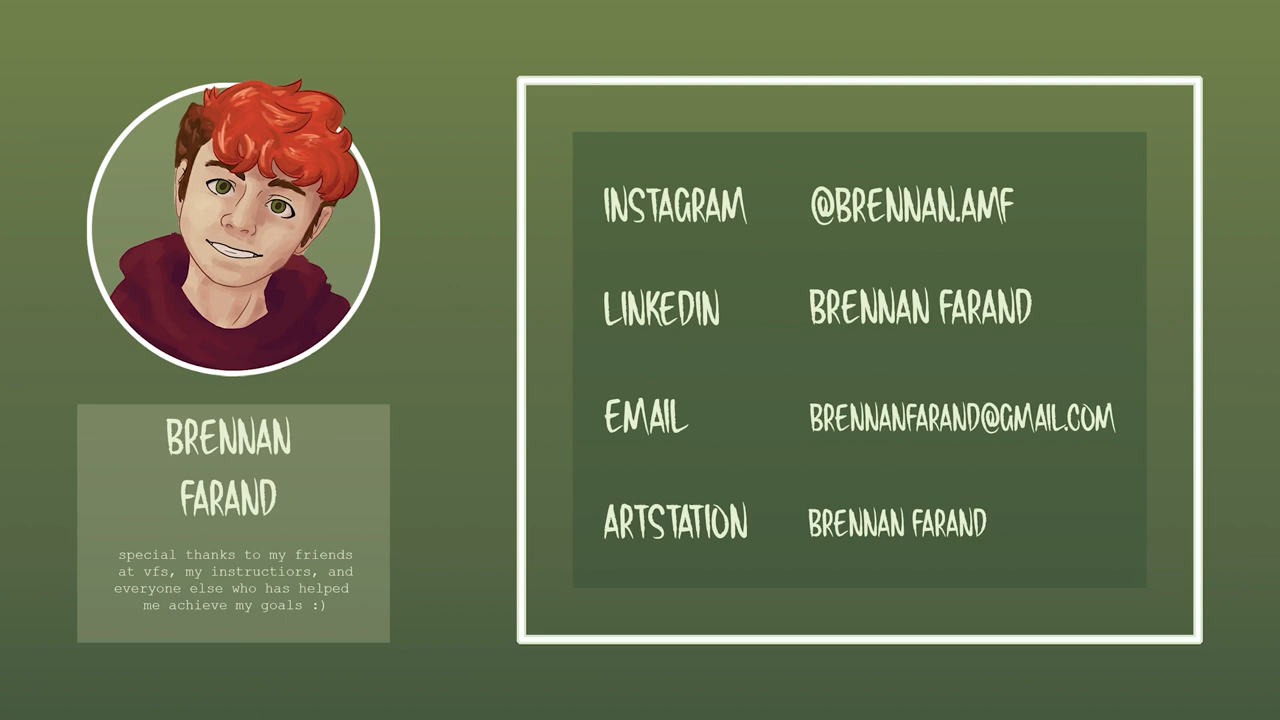 BRENNAN
FARAND
special thanks to my friends
at vfs, my instructiors, and
everyone else who has helped
me achieve my goals :)
INSTAGRAM @BRENNAN.AMF
LINKEDIN BRENNAN FARAND
EMAIL BRENNANFARAND@GMAIL.COM
ARTSTATION BRENNAN FARAND